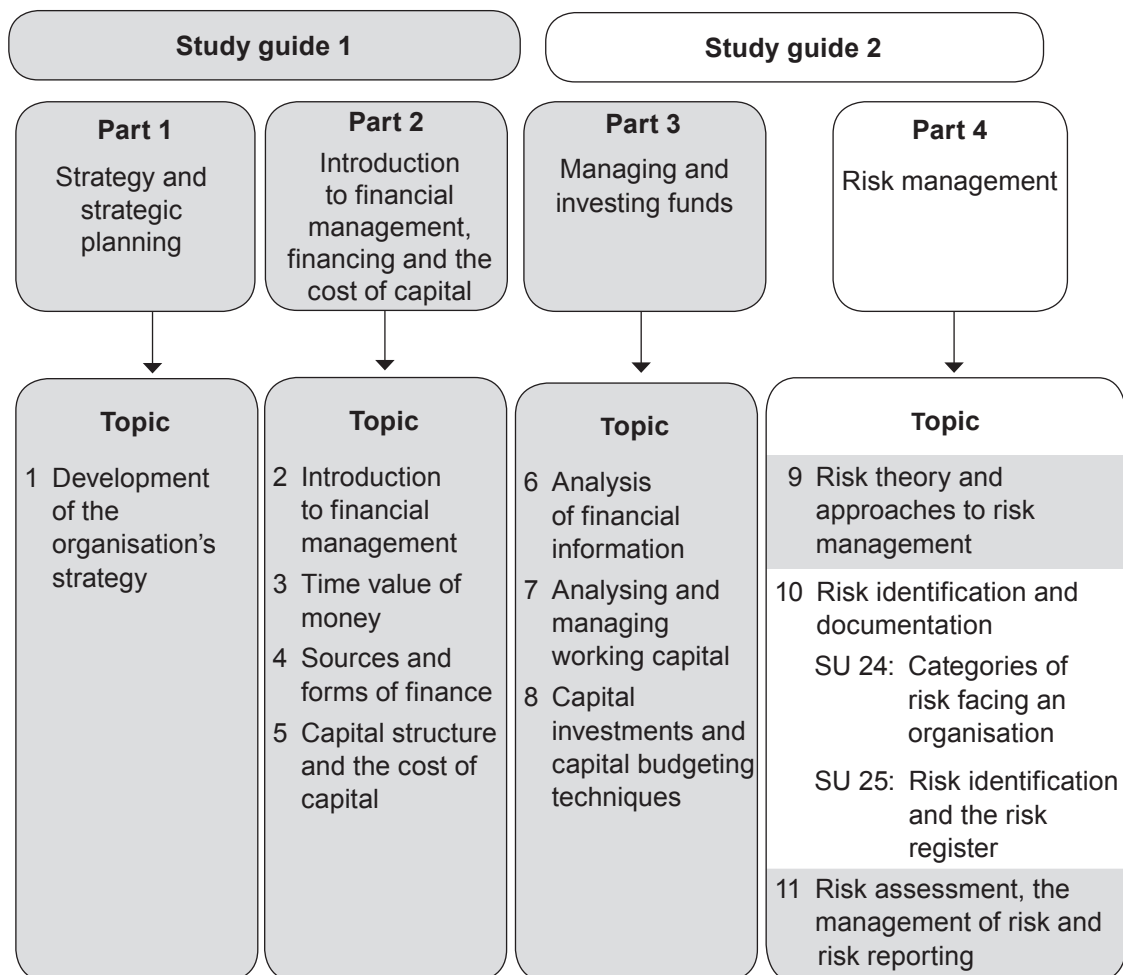 Study guide 1
Study guide 2
Part 1
Strategy and
strategic
planning
Part 2
Introduction
to financial
management,
financing and the
cost of capital
Part 3
Managing and
investing funds
Part 4
Risk management
Topic
1 Development
of the
organisation's
strategy
Topic
2 Introduction
to financial
management
3 Time value of
money
4 Sources and
forms of finance
5 Capital structure
and the cost of
capital
Topic
6 Analysis
of financial
information
7 Analysing and
managing
working capital
8 Capital
investments and
capital budgeting
techniques
Topic
9 Risk theory and
approaches to risk
management
10 Risk identification and
documentation
SU 24: Categories of
risk facing an
organisation
SU 25: Risk identification
and the risk
register
11 Risk assessment, the
management of risk and
risk reporting